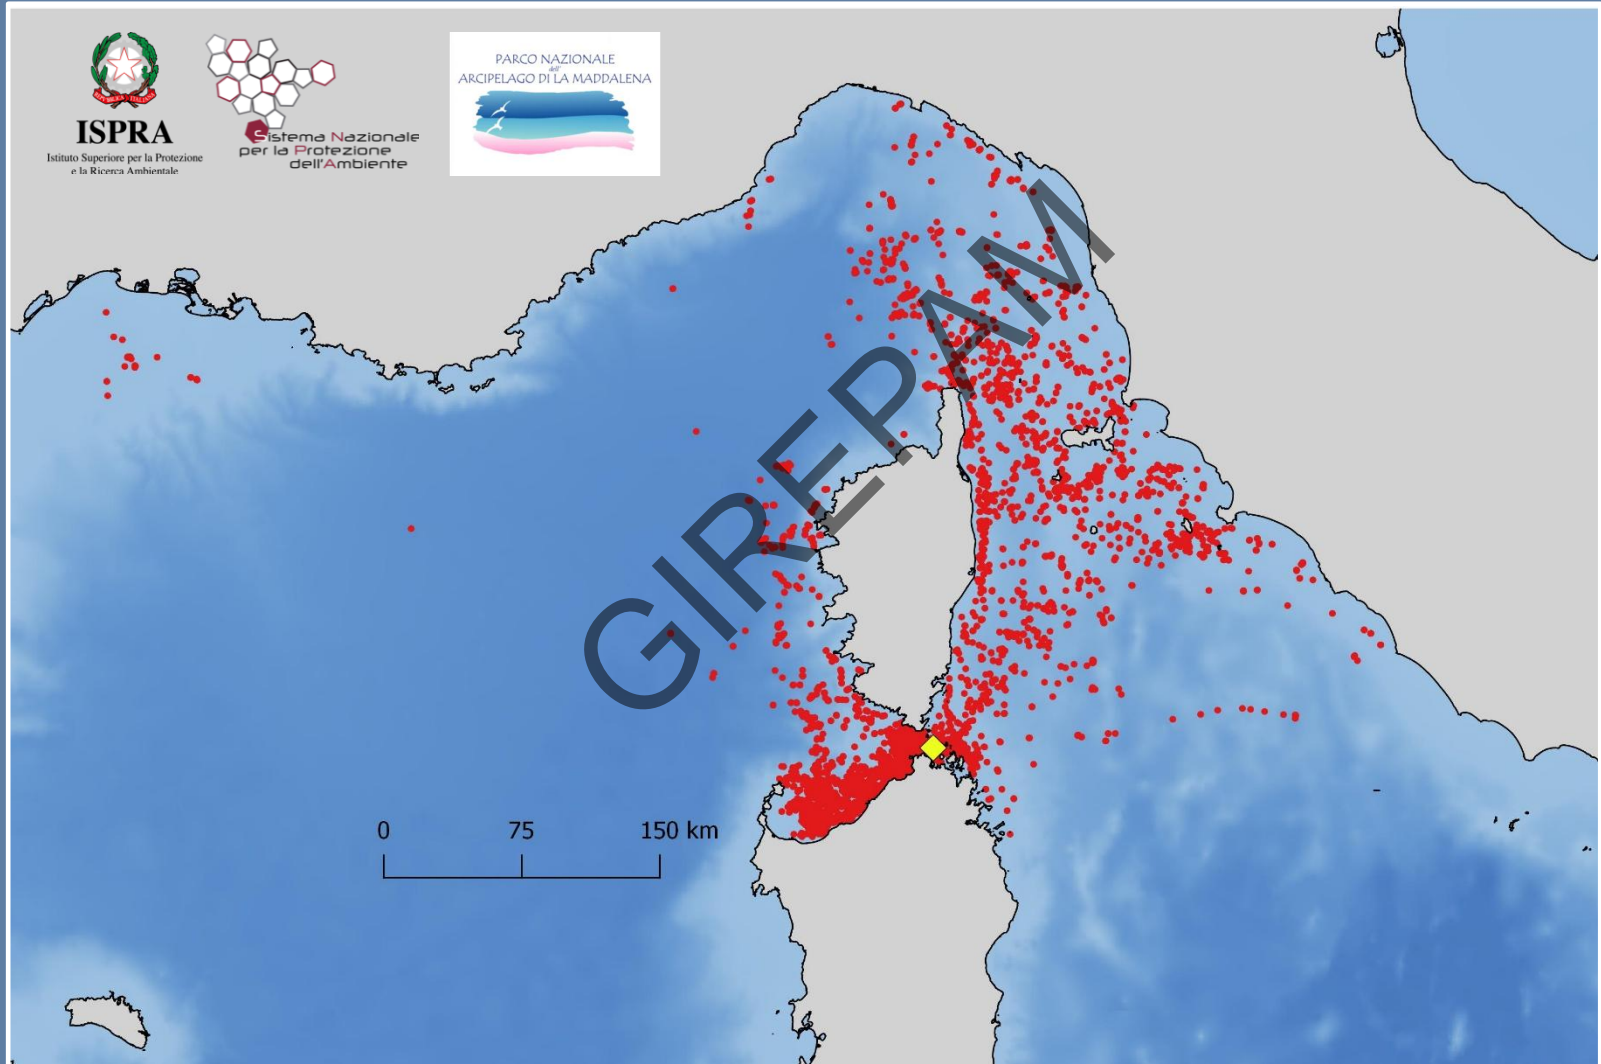 ISPRA
Istituto Superiore per la Protezione
e la Ricerca Ambientale
Sistema Nazionale
per la Protezione
dell'Ambiente
PARCO NAZIONALE
dell'
ARCIPELAGO DI LA MADDALENA
GIREPAM
0 75 150 km